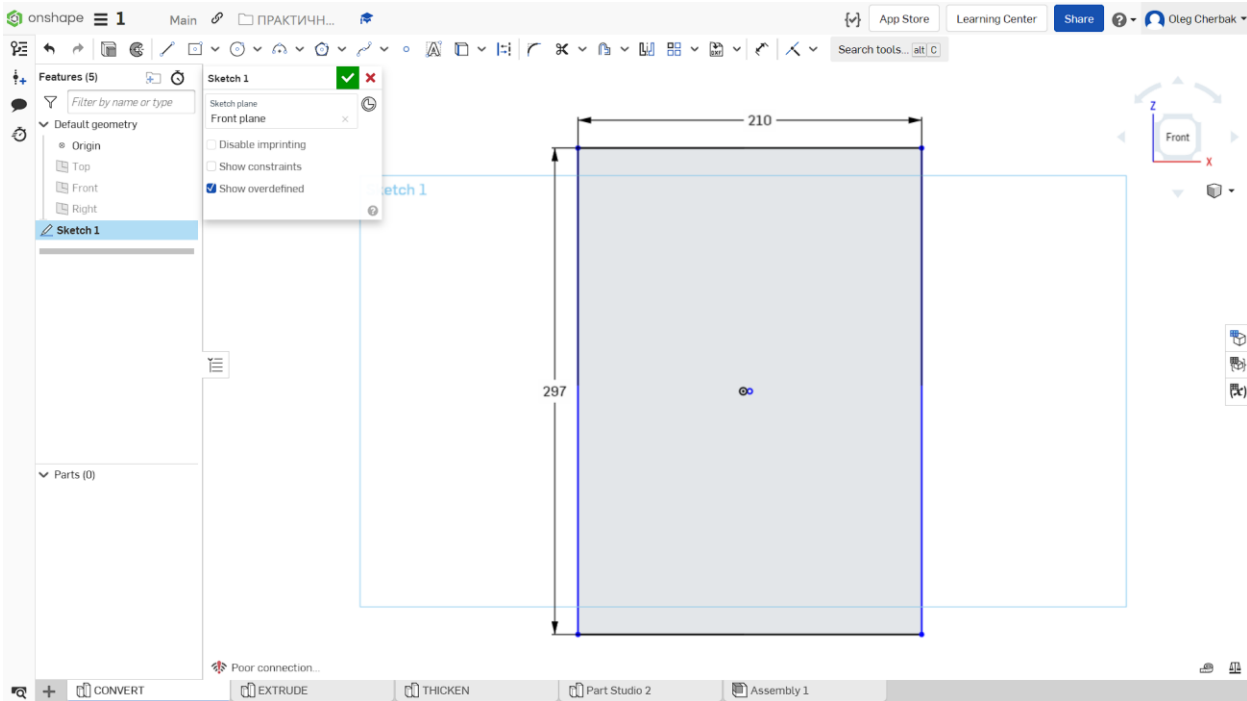 onshape 1 Main ПРАКТИЧН... App Store Learning Center Share Oleg Cherbak
Search tools... alt C
Features (5)
Filter by name or type
Default geometry
Origin
Top
Front
Right
Sketch 1
Parts (0)
Sketch 1
Sketch plane
Front plane
Disable imprinting
Show constraints
Show overdefined
etch 1
210
297
Z
Front
X
(x)
Poor connection...
CONVERT EXTRUDE THICKEN Part Studio 2 Assembly 1